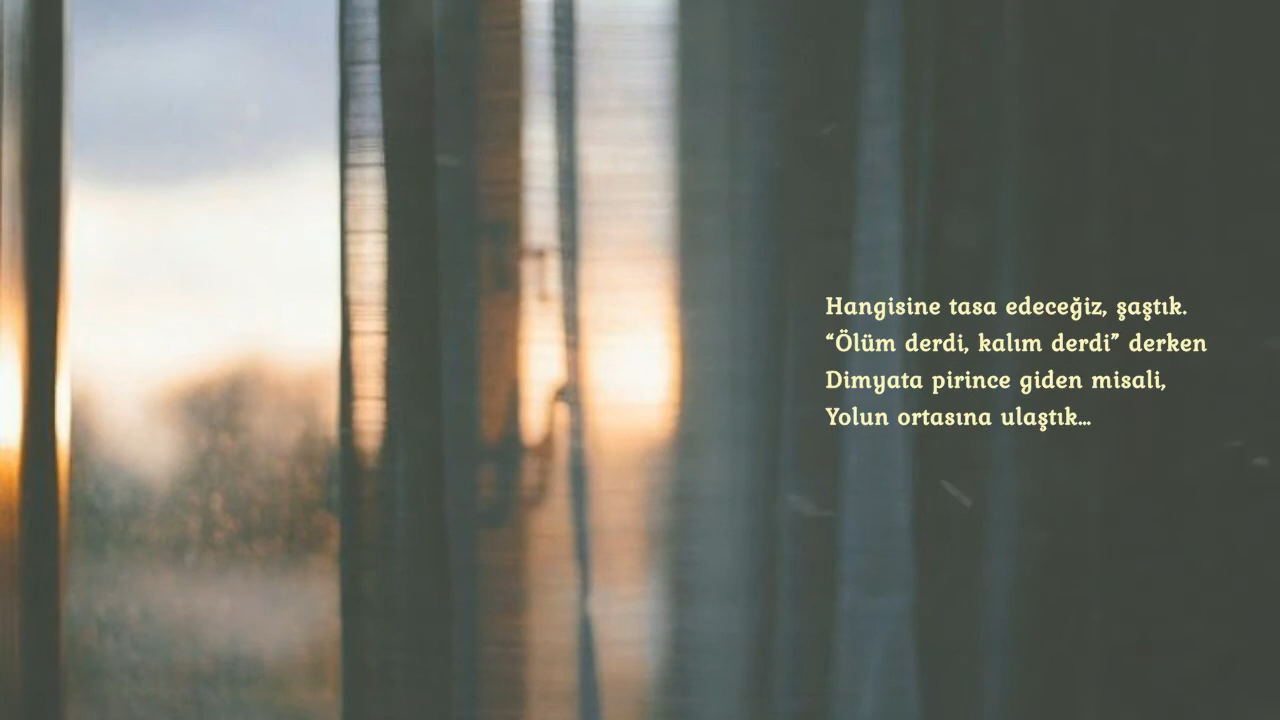 Hangisine tasa edeceğiz, şaştık.
“Ölüm derdi, kalım derdi” derken
Dimyata pirince giden misali,
Yolun ortasına ulaştık...